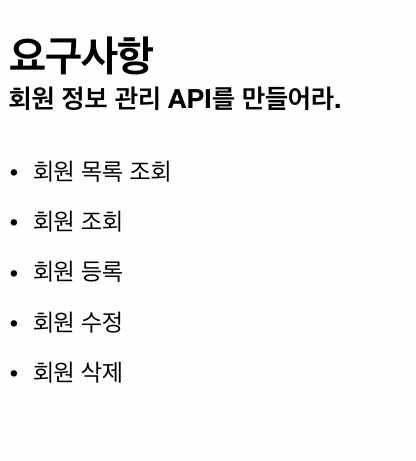 요구사항
회원 정보 관리 API를 만들어라.
• 회원 목록 조회
• 회원 조회
• 회원 등록
• 회원 수정
• 회원 삭제